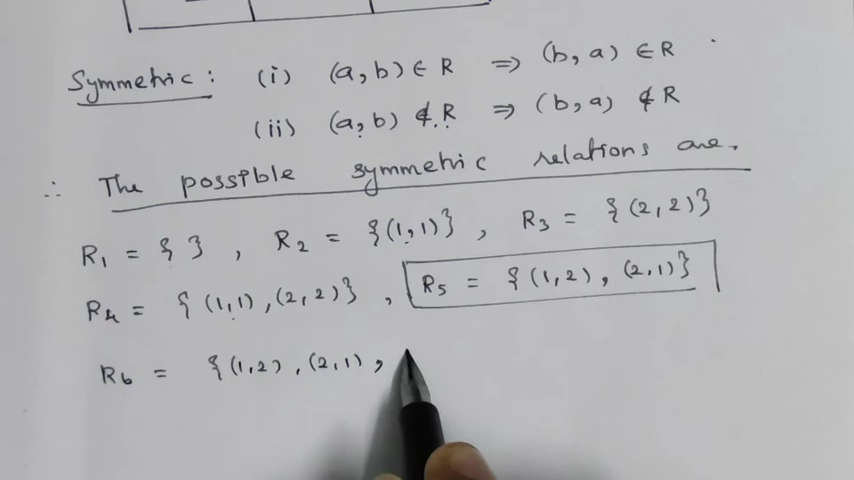 Symmetric: (i) (a, b) ∈ R ⇒ (b, a) ∈ R
(ii) (a, b) ∉ R ⇒ (b, a) ∉ R
∴ The possible symmetric relations are.
R₁ = { } , R₂ = {(1,1)} , R₃ = {(2,2)}
R₄ = {(1,1),(2,2)} , R₅ = {(1,2),(2,1)}
R₆ = {(1,2),(2,1),